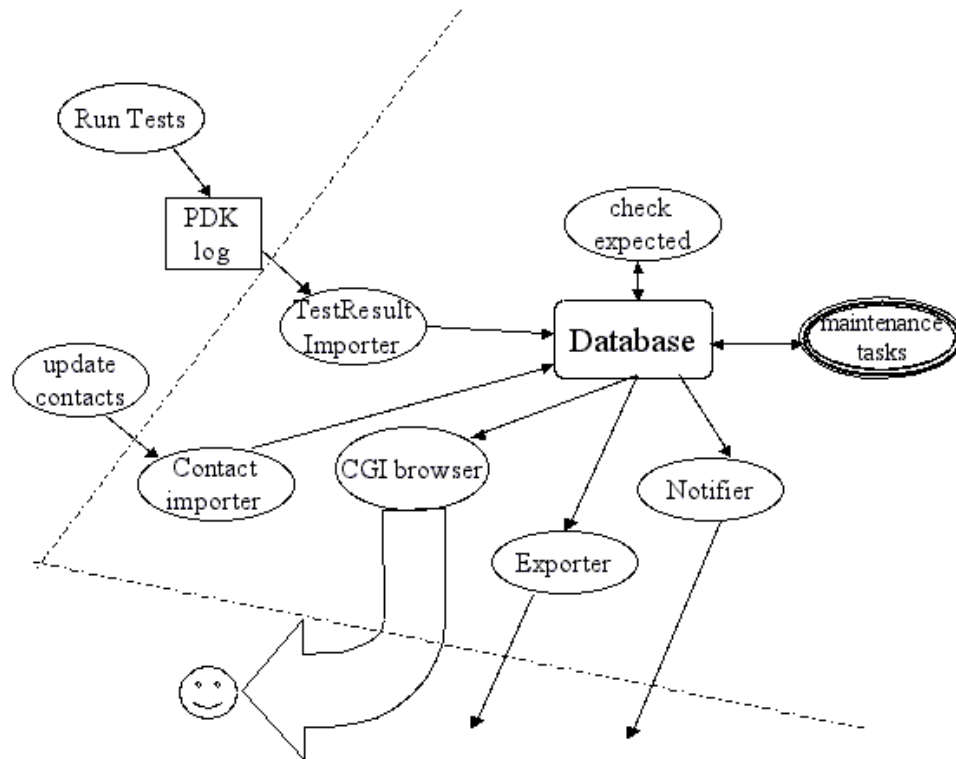 Run Tests
PDK
log
check
expected
TestResult
Importer
Database
maintenance
tasks
update
contacts
Contact
importer
CGI browser
Notifier
Exporter